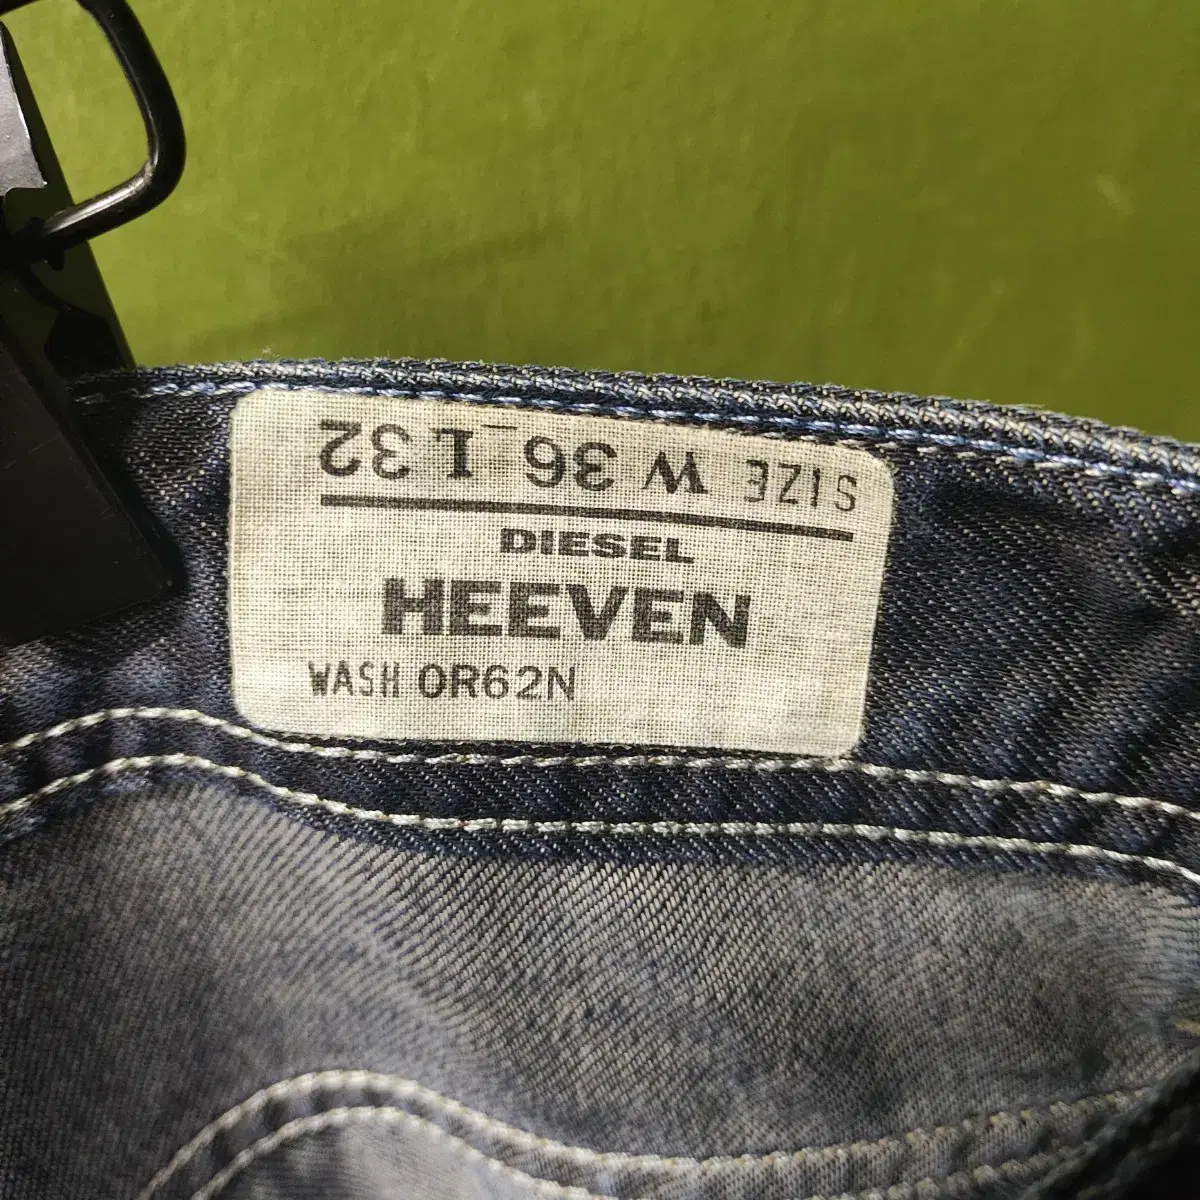 SIZE W 36 L 32
DIESEL
HEEVEN
WASH 0R62N